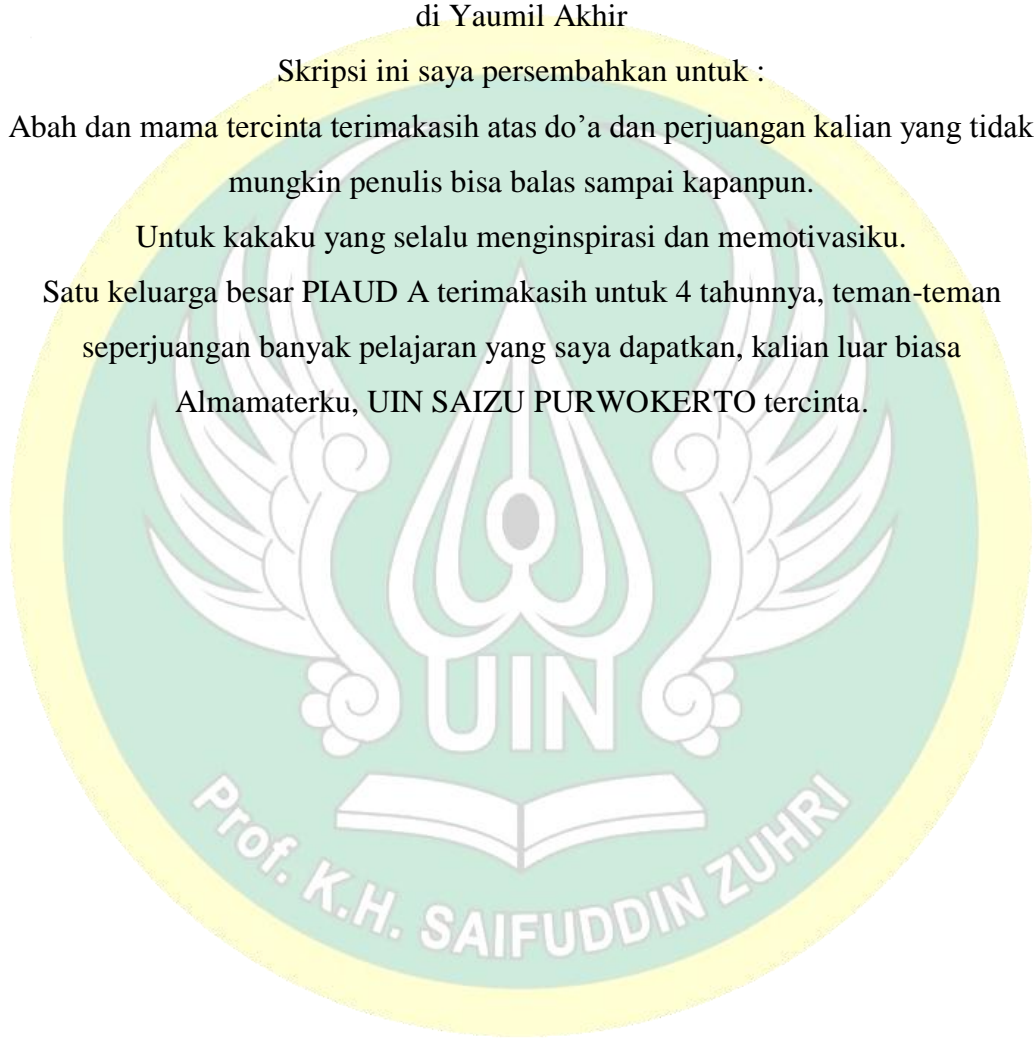 di Yaumil Akhir
Skripsi ini saya persembahkan untuk :
Abah dan mama tercinta terimakasih atas do’a dan perjuangan kalian yang tidak
mungkin penulis bisa balas sampai kapanpun.
Untuk kakaku yang selalu menginspirasi dan memotivasiku.
Satu keluarga besar PIAUD A terimakasih untuk 4 tahunnya, teman-teman
seperjuangan banyak pelajaran yang saya dapatkan, kalian luar biasa
Almamaterku, UIN SAIZU PURWOKERTO tercinta.
UIN
Prof. K.H. SAIFUDDIN ZUHRI